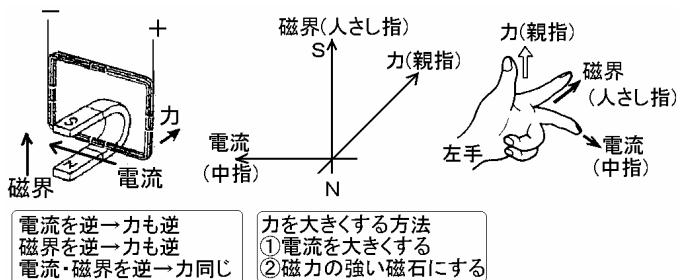 －
＋
S
N
力
電流
磁界
磁界(人さし指)
S
力(親指)
電流
(中指)
N
力(親指)
磁界
(人さし指)
電流
(中指)
左手
電流を逆→力も逆
磁界を逆→力も逆
電流・磁界を逆→力同じ
力を大きくする方法
①電流を大きくする
②磁力の強い磁石にする